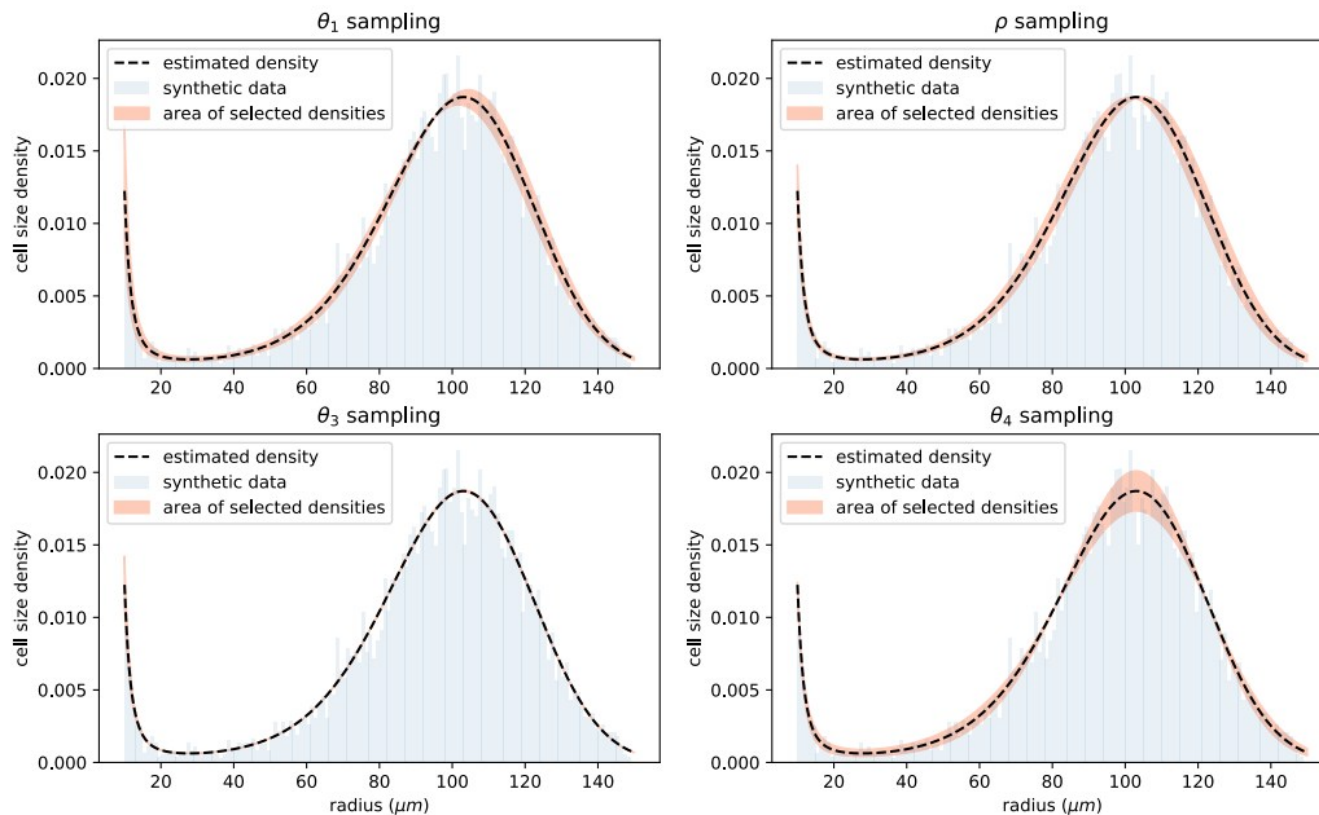 θ₁ sampling
estimated density
synthetic data
area of selected densities
cell size density
0.020
0.015
0.010
0.005
0.000
20 40 60 80 100 120 140
ρ sampling
estimated density
synthetic data
area of selected densities
cell size density
0.020
0.015
0.010
0.005
0.000
20 40 60 80 100 120 140
θ₃ sampling
estimated density
synthetic data
area of selected densities
cell size density
0.020
0.015
0.010
0.005
0.000
20 40 60 80 100 120 140
radius (μm)
θ₄ sampling
estimated density
synthetic data
area of selected densities
cell size density
0.020
0.015
0.010
0.005
0.000
20 40 60 80 100 120 140
radius (μm)